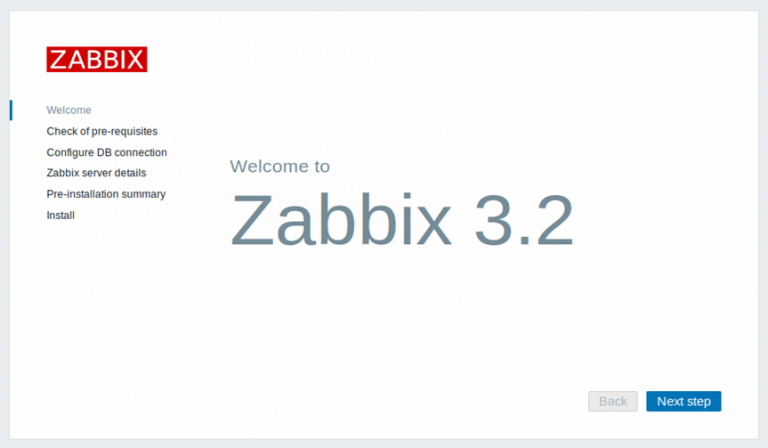 ZABBIX
Welcome
Check of pre-requisites
Configure DB connection
Zabbix server details
Pre-installation summary
Install
Welcome to
Zabbix 3.2
Back
Next step